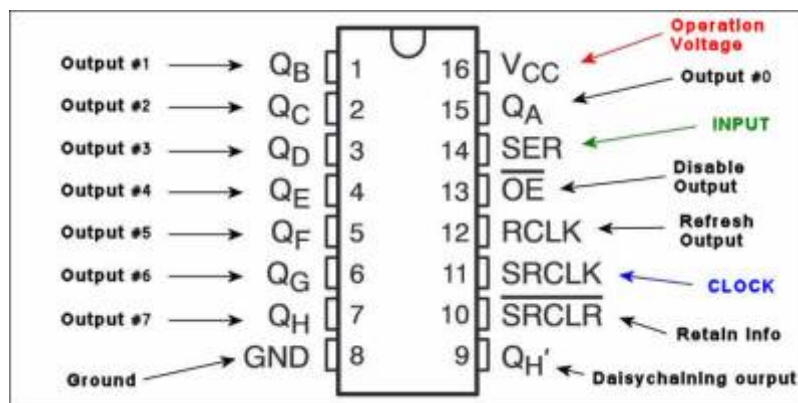 Operation
Voltage
Output #1 QB 1 16 VCC
Output #0
Output #2 QC 2 15 QA
INPUT
Output #3 QD 3 14 SER
Disable
Output
Output #4 QE 4 13 OE
Refresh
Output
Output #5 QF 5 12 RCLK
Output #6 QG 6 11 SRCLK
CLOCK
Output #7 QH 7 10 SRCLR
Retain Info
GND 8 9 QH'
Ground
Daisychaining ourput